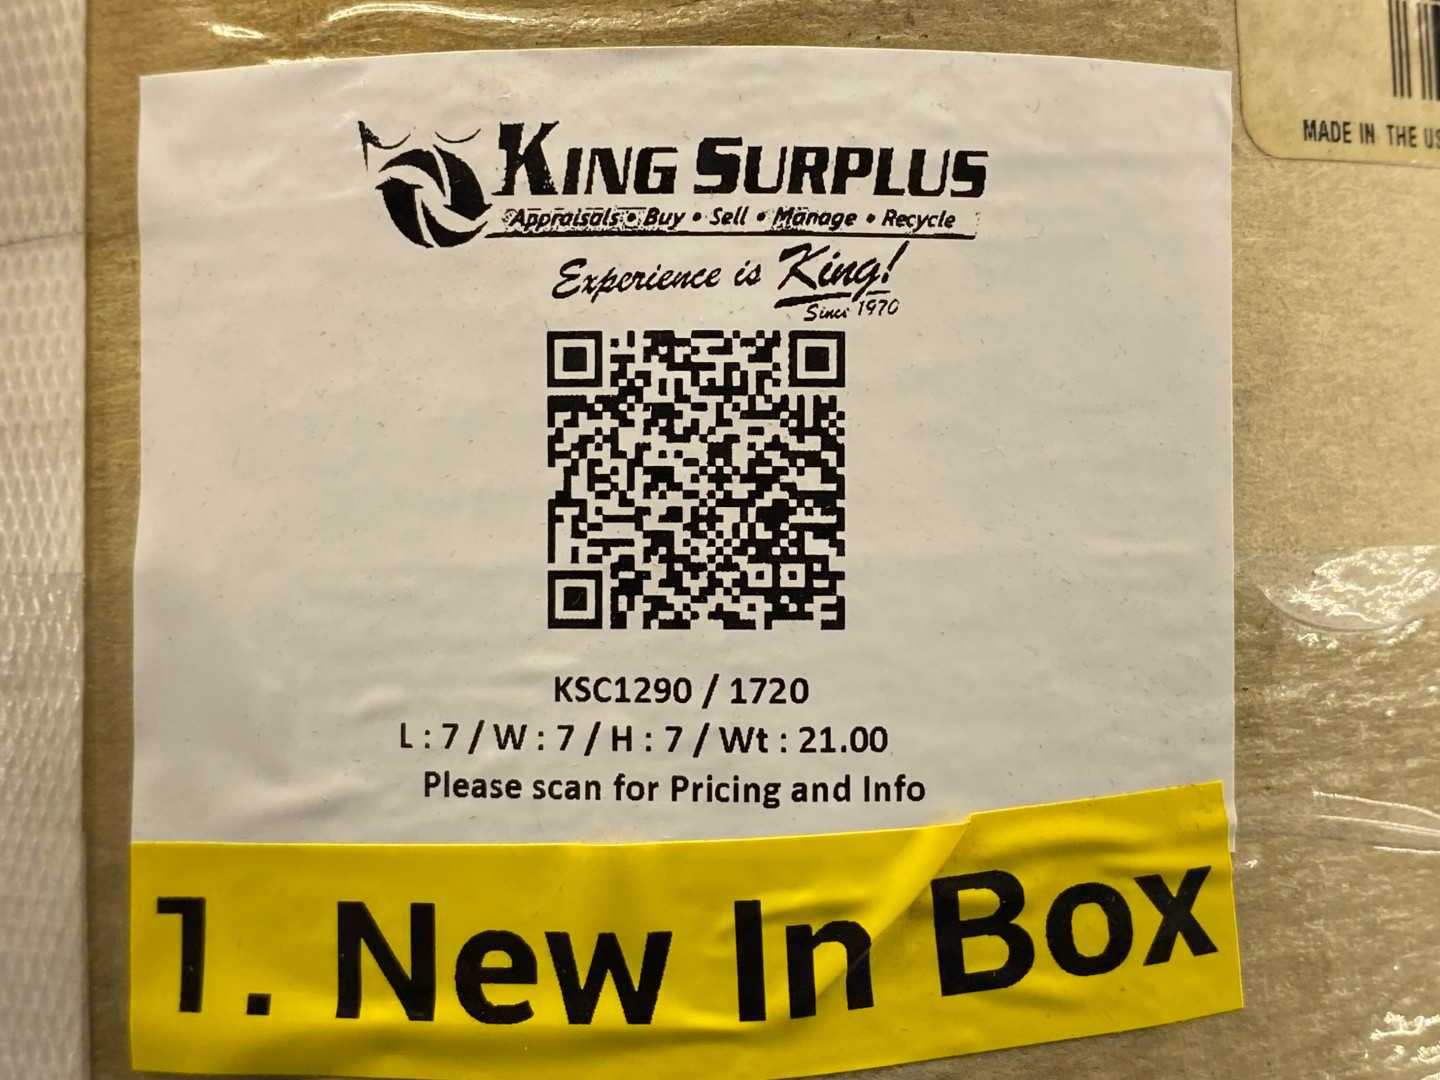 KING SURPLUS
Appraisals • Buy • Sell • Manage • Recycle
Experience is King!
Since 1970
KSC1290 / 1720
L : 7 / W : 7 / H : 7 / Wt : 21.00
Please scan for Pricing and Info
1. New In Box
MADE IN THE US